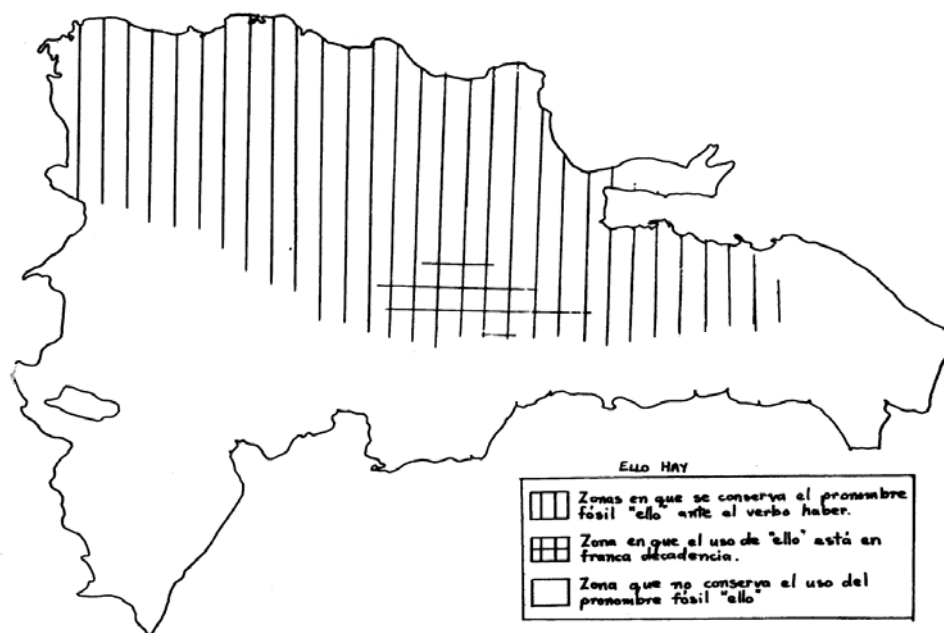 ELLO HAY
Zonas en que se conserva el pronombre
fósil "ello" ante el verbo haber.
Zona en que el uso de "ello" está en
franca decadencia.
Zona que no conserva el uso del
pronombre fósil "ello"